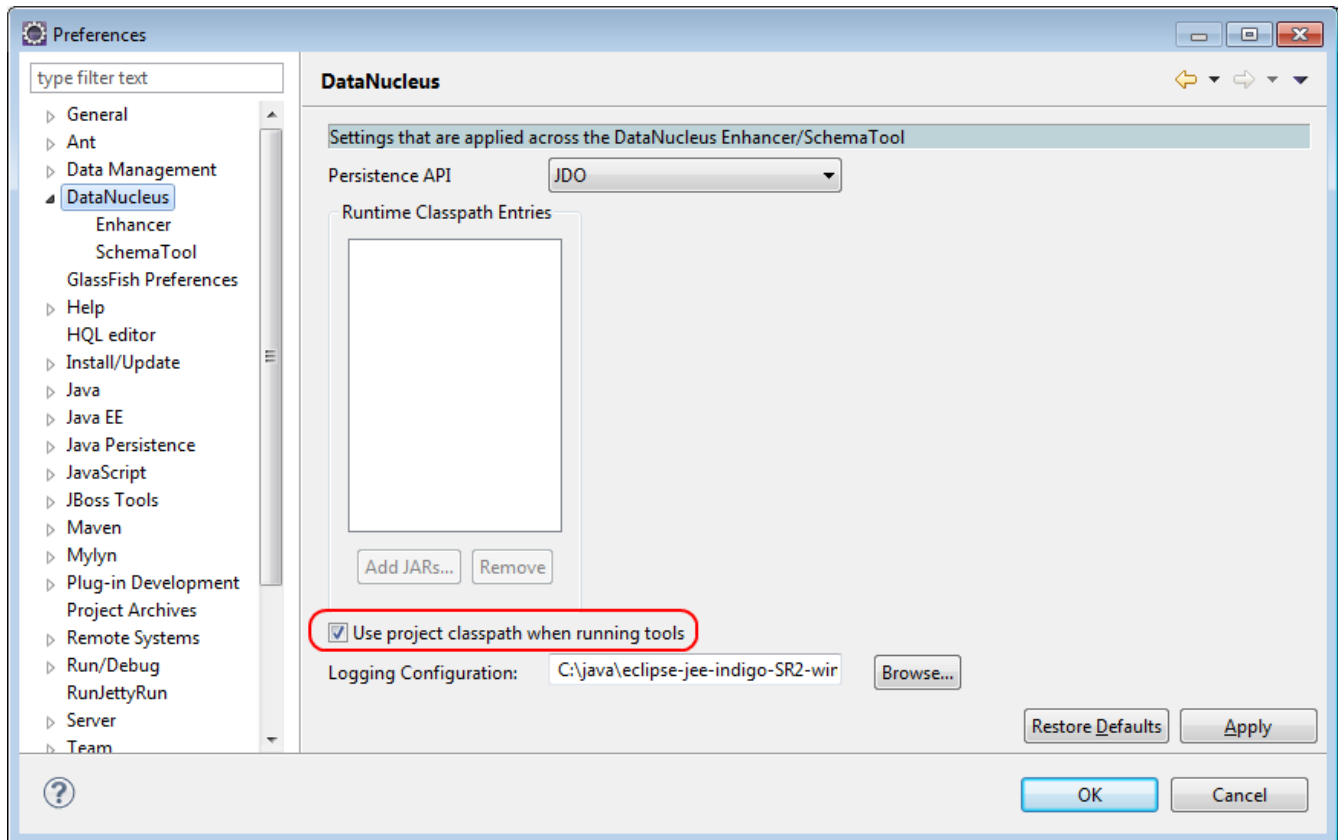 Preferences
type filter text
General
Ant
Data Management
DataNucleus
Enhancer
SchemaTool
GlassFish Preferences
Help
HQL editor
Install/Update
Java
Java EE
Java Persistence
JavaScript
JBoss Tools
Maven
Mylyn
Plug-in Development
Project Archives
Remote Systems
Run/Debug
RunJettyRun
Server
Team
DataNucleus
Settings that are applied across the DataNucleus Enhancer/SchemaTool
Persistence API JDO
Runtime Classpath Entries
Add JARs... Remove
Use project classpath when running tools
Logging Configuration: C:\java\eclipse-jee-indigo-SR2-wir Browse...
Restore Defaults Apply
OK Cancel